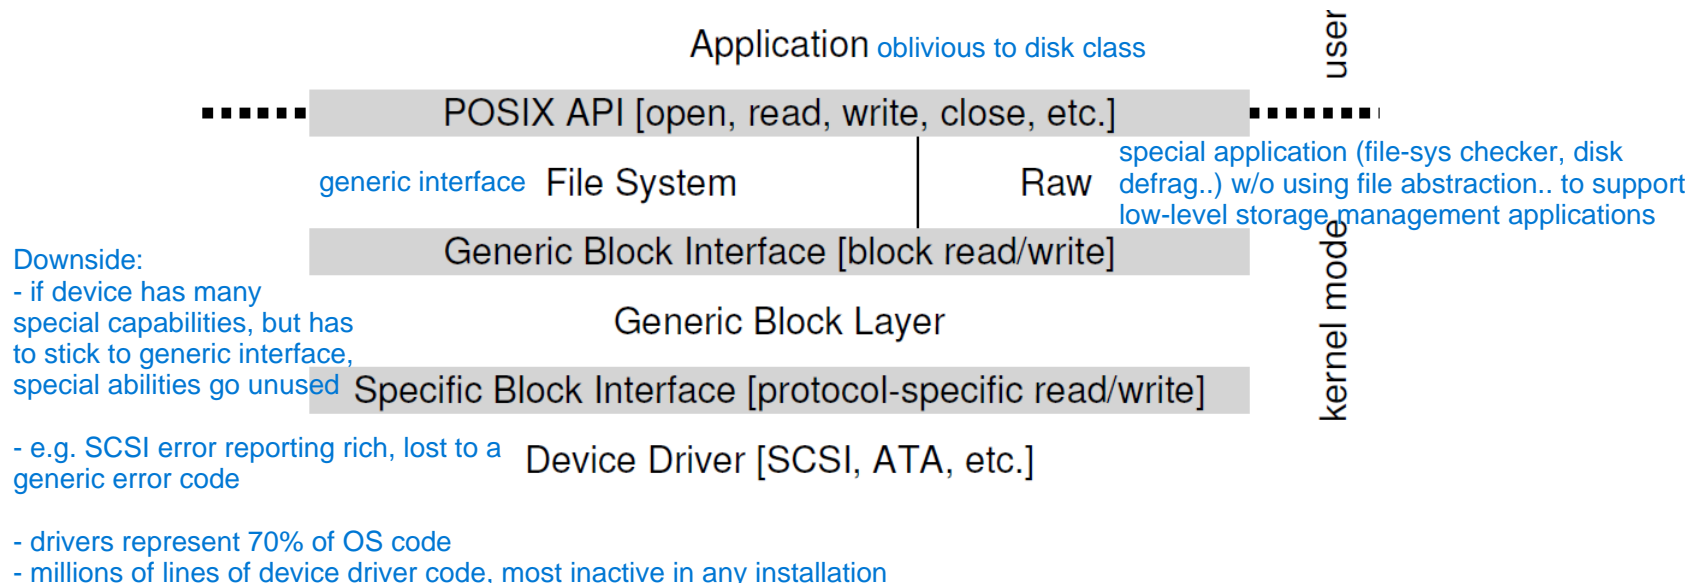 Application oblivious to disk class
user
POSIX API [open, read, write, close, etc.]
generic interface File System
Raw
special application (file-sys checker, disk
defrag..) w/o using file abstraction.. to support
low-level storage management applications
Generic Block Interface [block read/write]
Generic Block Layer
kernel mode
Specific Block Interface [protocol-specific read/write]
Device Driver [SCSI, ATA, etc.]
Downside:
- if device has many
special capabilities, but has
to stick to generic interface,
special abilities go unused
- e.g. SCSI error reporting rich, lost to a
generic error code
- drivers represent 70% of OS code
- millions of lines of device driver code, most inactive in any installation